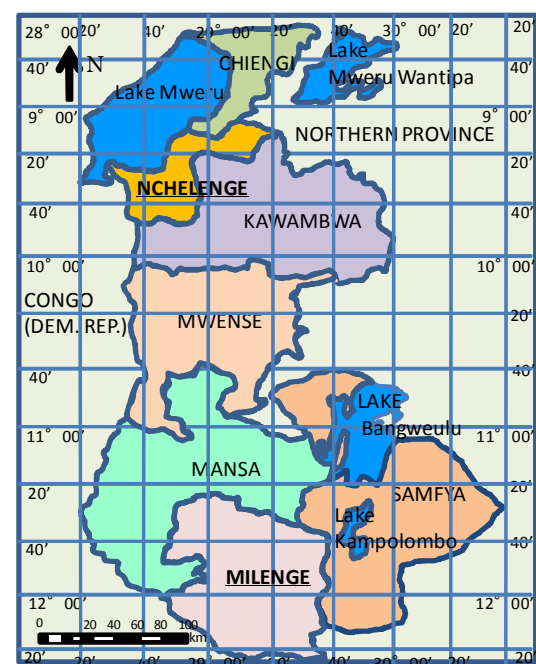 28° 00' 20' 40' 20' 00' 40' 20' 40' 30° 00' 20' 20'
N
CHIENGI
Lake
40' 40'
Mweru Wantipa
Lake Mweru
9° 00' 9° 00'
NORTHERN PROVINCE
20' 20'
NCHELENGE
40' 40'
KAWAMBWA
10° 00' 10° 00'
CONGO
(DEM. REP.)
MWENSE
20' 20'
40' 40'
LAKE
Bangweulu
11° 00' 11° 00'
MANSA
20' 20'
SAMFYA
Lake
Kampolombo
40' 40'
MILENGE
12° 00' 12° 00'
0 20 40 60 80 100
km
20' 20' 40' 20' 00' 40' 30° 00' 20' 20'